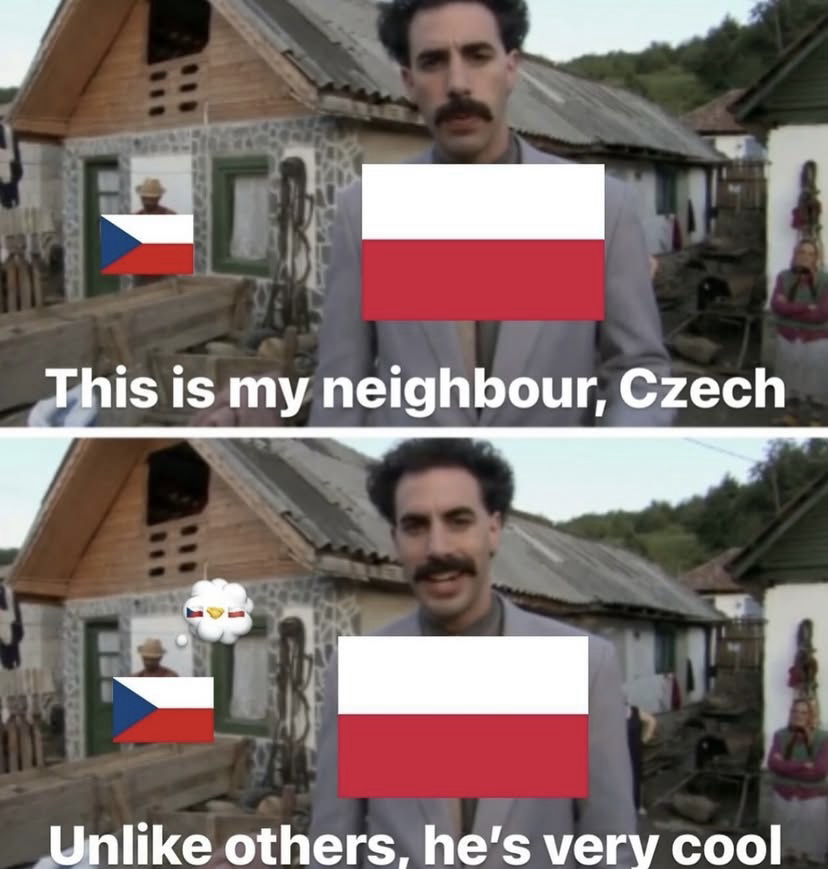 This is my neighbour, Czech
Unlike others, he's very cool